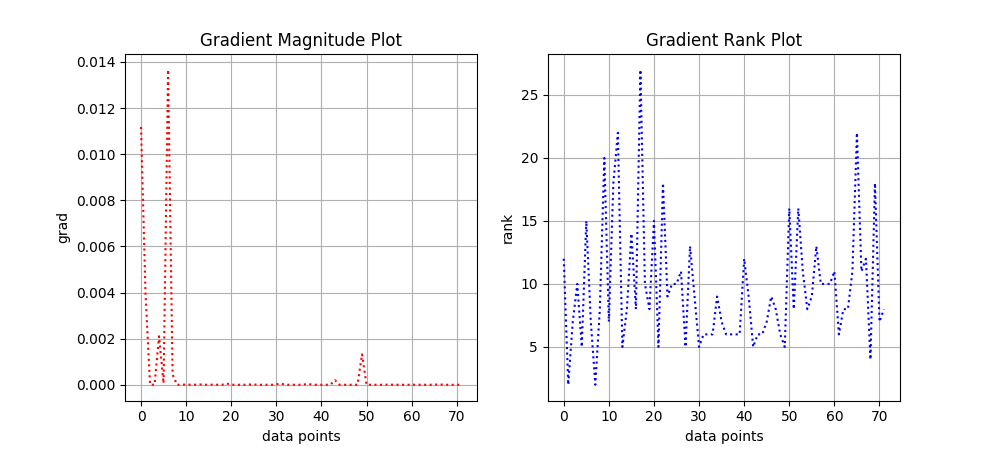 Gradient Magnitude Plot
0.014
0.012
0.010
0.008
0.006
0.004
0.002
0.000
grad
0 10 20 30 40 50 60 70
data points
Gradient Rank Plot
25
20
15
10
5
rank
0 10 20 30 40 50 60 70
data points